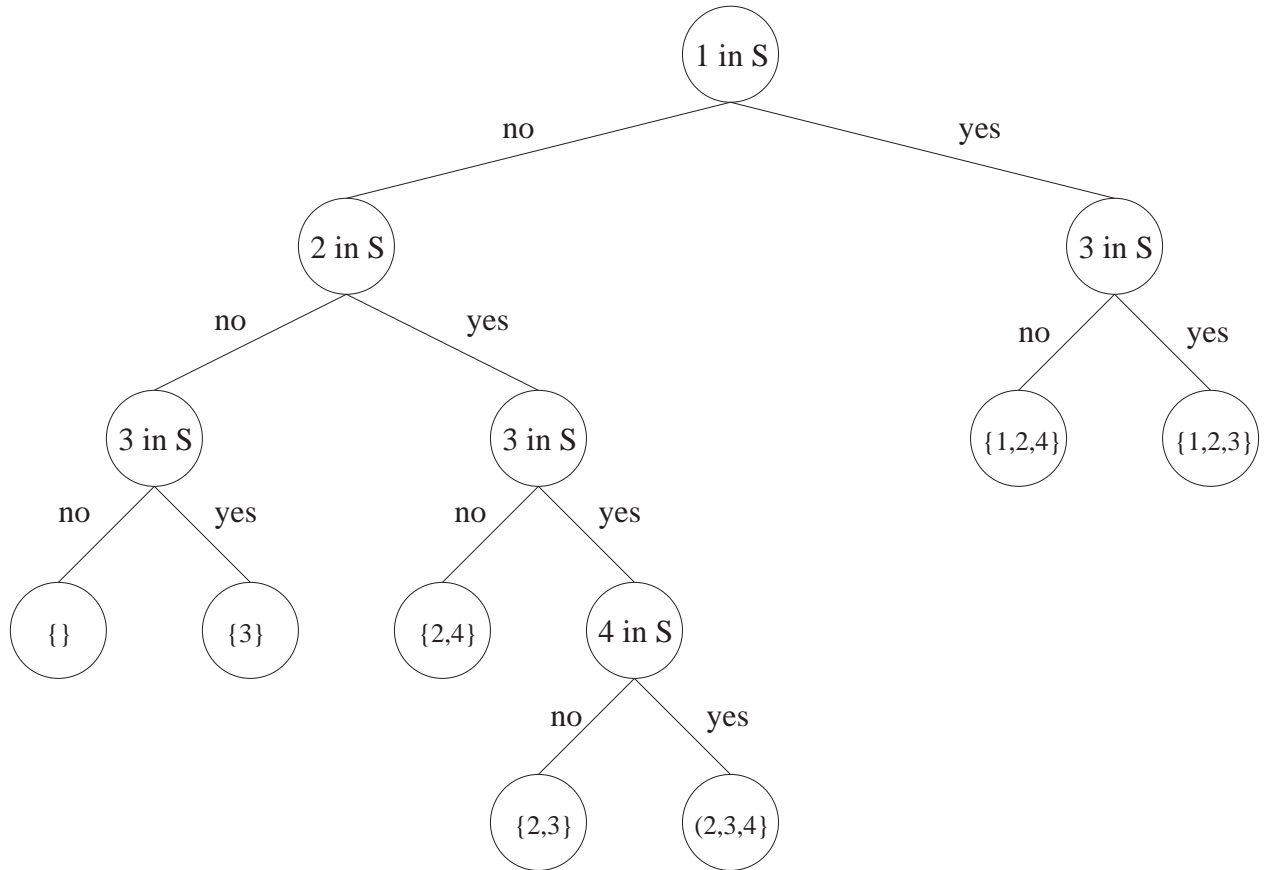 1 in S
no
yes
2 in S
3 in S
no
yes
no
yes
3 in S
3 in S
{1,2,4}
{1,2,3}
no
yes
no
yes
{}
{3}
{2,4}
4 in S
no
yes
{2,3}
(2,3,4}